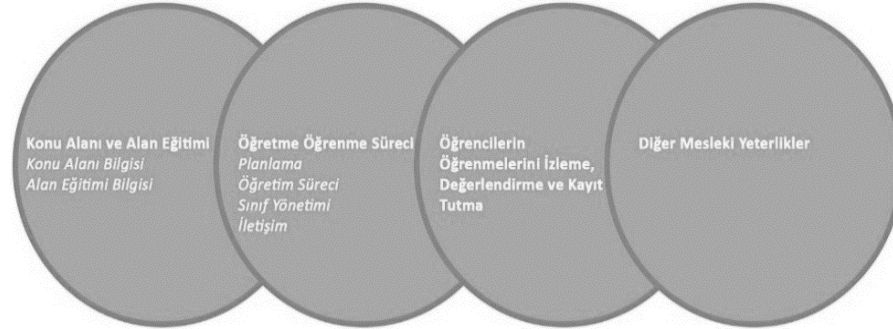 Konu Alanı ve Alan Eğitimi
Konu Alanı Bilgisi
Alan Eğitimi Bilgisi
Öğretme Öğrenme Süreci
Planlama
Öğretim Süreci
Sınıf Yönetimi
İletişim
Öğrencilerin
Öğrenmelerini İzleme,
Değerlendirme ve Kayıt
Tutma
Diğer Mesleki Yeterlikler